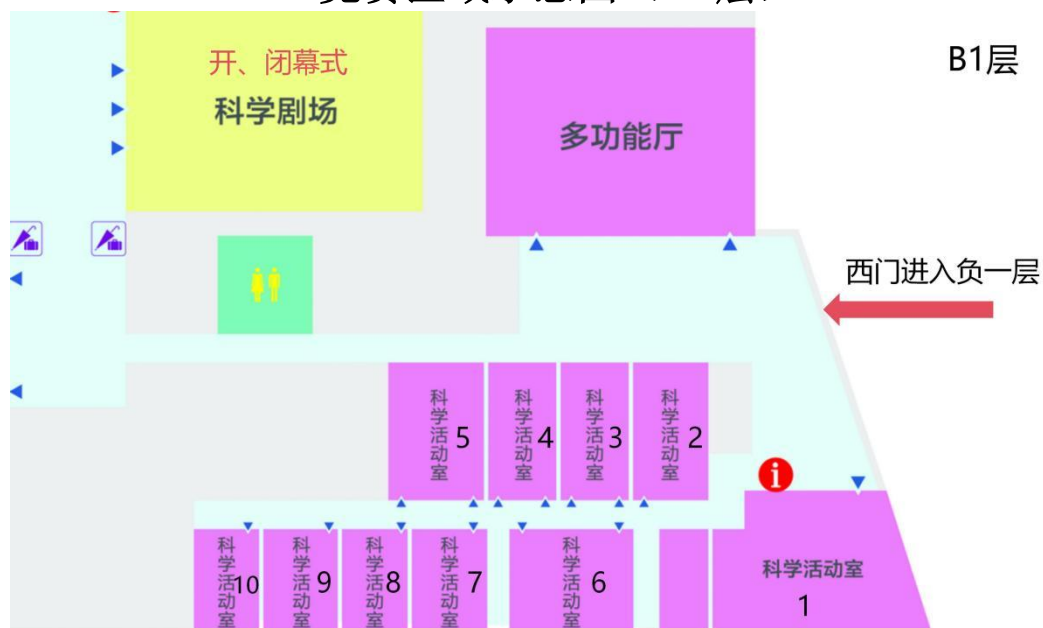 B1层
开、闭幕式
科学剧场
多功能厅
西门进入负一层
科学活动室 5
科学活动室 4
科学活动室 3
科学活动室 2
i
科学活动室 10
科学活动室 9
科学活动室 8
科学活动室 7
科学活动室 6
科学活动室
1